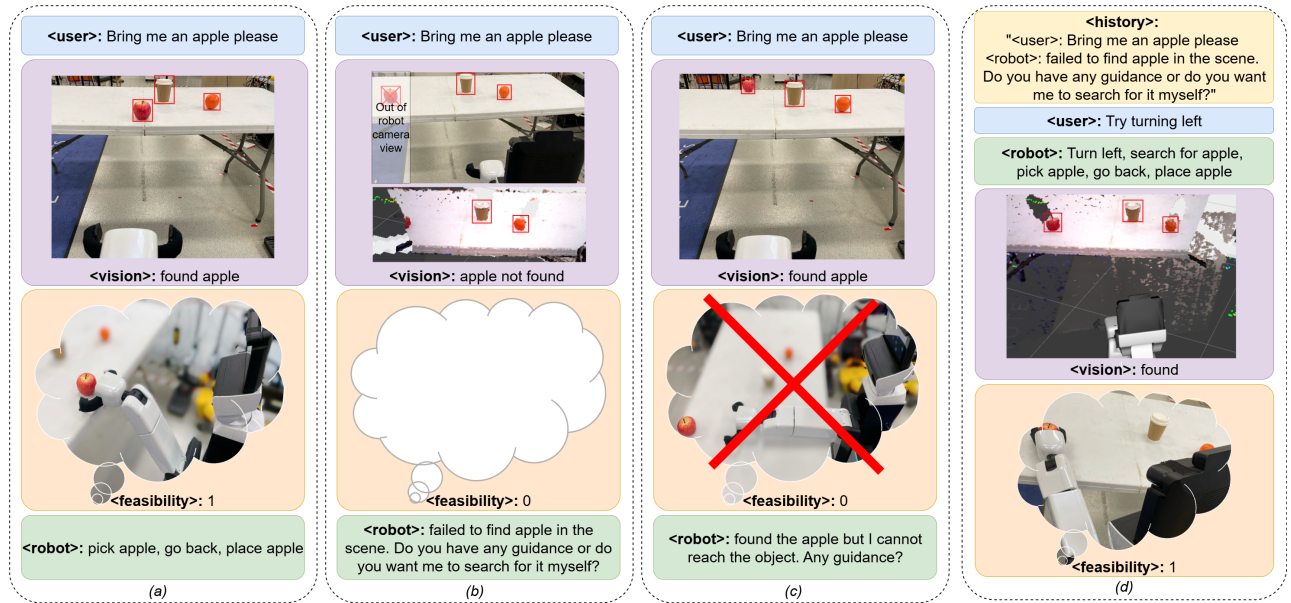 <user>: Bring me an apple please
<vision>: found apple
<feasibility>: 1
<robot>: pick apple, go back, place apple
(a)
<user>: Bring me an apple please
Out of
robot
camera
view
<vision>: apple not found
<feasibility>: 0
<robot>: failed to find apple in the
scene. Do you have any guidance or do
you want me to search for it myself?
(b)
<user>: Bring me an apple please
<vision>: found apple
<feasibility>: 0
<robot>: found the apple but I cannot
reach the object. Any guidance?
(c)
<history>:
"<user>: Bring me an apple please
<robot>: failed to find apple in the scene.
Do you have any guidance or do you want
me to search for it myself?"
<user>: Try turning left
<robot>: Turn left, search for apple,
pick apple, go back, place apple
<vision>: found
<feasibility>: 1
(d)